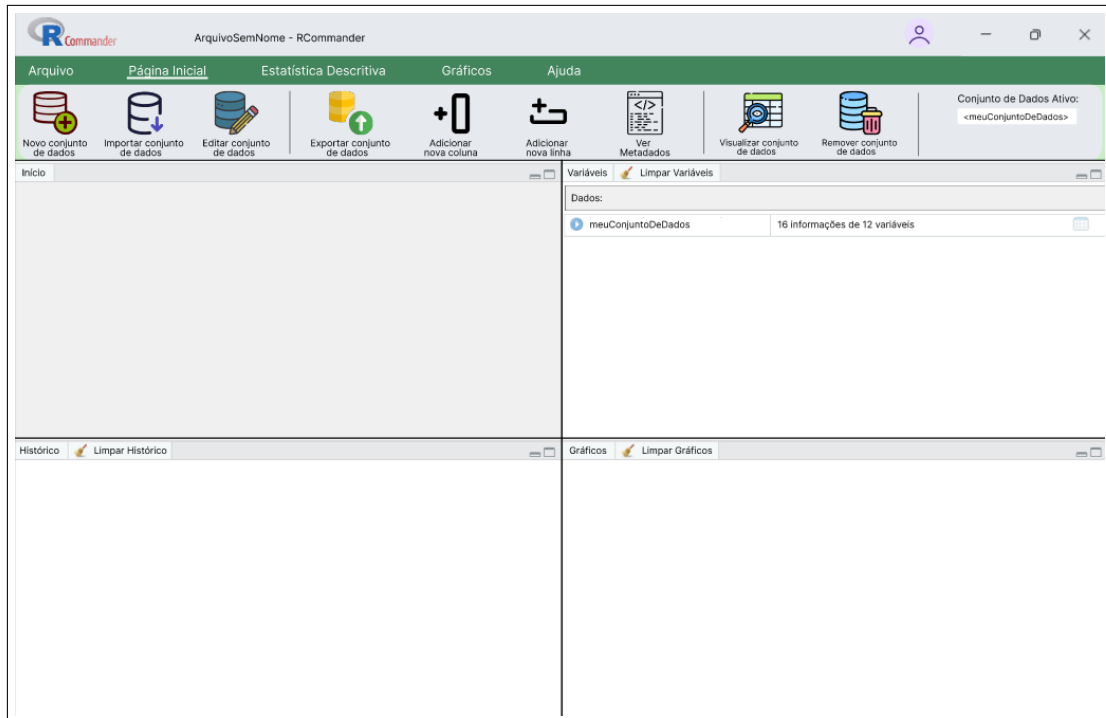 R Commander
ArquivoSemNome - RCommander
Arquivo
Página Inicial
Estatística Descritiva
Gráficos
Ajuda
Novo conjunto
de dados
Importar conjunto
de dados
Editar conjunto
de dados
Exportar conjunto
de dados
Adicionar
nova coluna
Adicionar
nova linha
Ver
Metadados
Visualizar conjunto
de dados
Remover conjunto
de dados
Conjunto de Dados Ativo:
<meuConjuntoDeDados>
Início
Variáveis
Limpar Variáveis
Dados:
meuConjuntoDeDados
16 informações de 12 variáveis
Histórico
Limpar Histórico
Gráficos
Limpar Gráficos